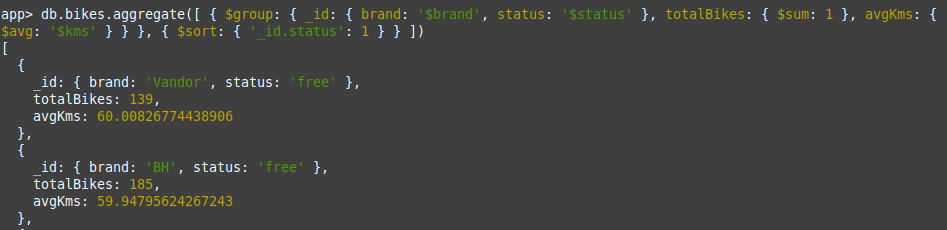 app> db.bikes.aggregate([ { $group: { _id: { brand: '$brand', status: '$status' }, totalBikes: { $sum: 1 }, avgKms: {
$avg: '$kms' } } }, { $sort: { '_id.status': 1 } } ])
[
  {
    _id: { brand: 'Vandor', status: 'free' },
    totalBikes: 139,
    avgKms: 60.00826774438906
  },
  {
    _id: { brand: 'BH', status: 'free' },
    totalBikes: 185,
    avgKms: 59.94795624267243
  },